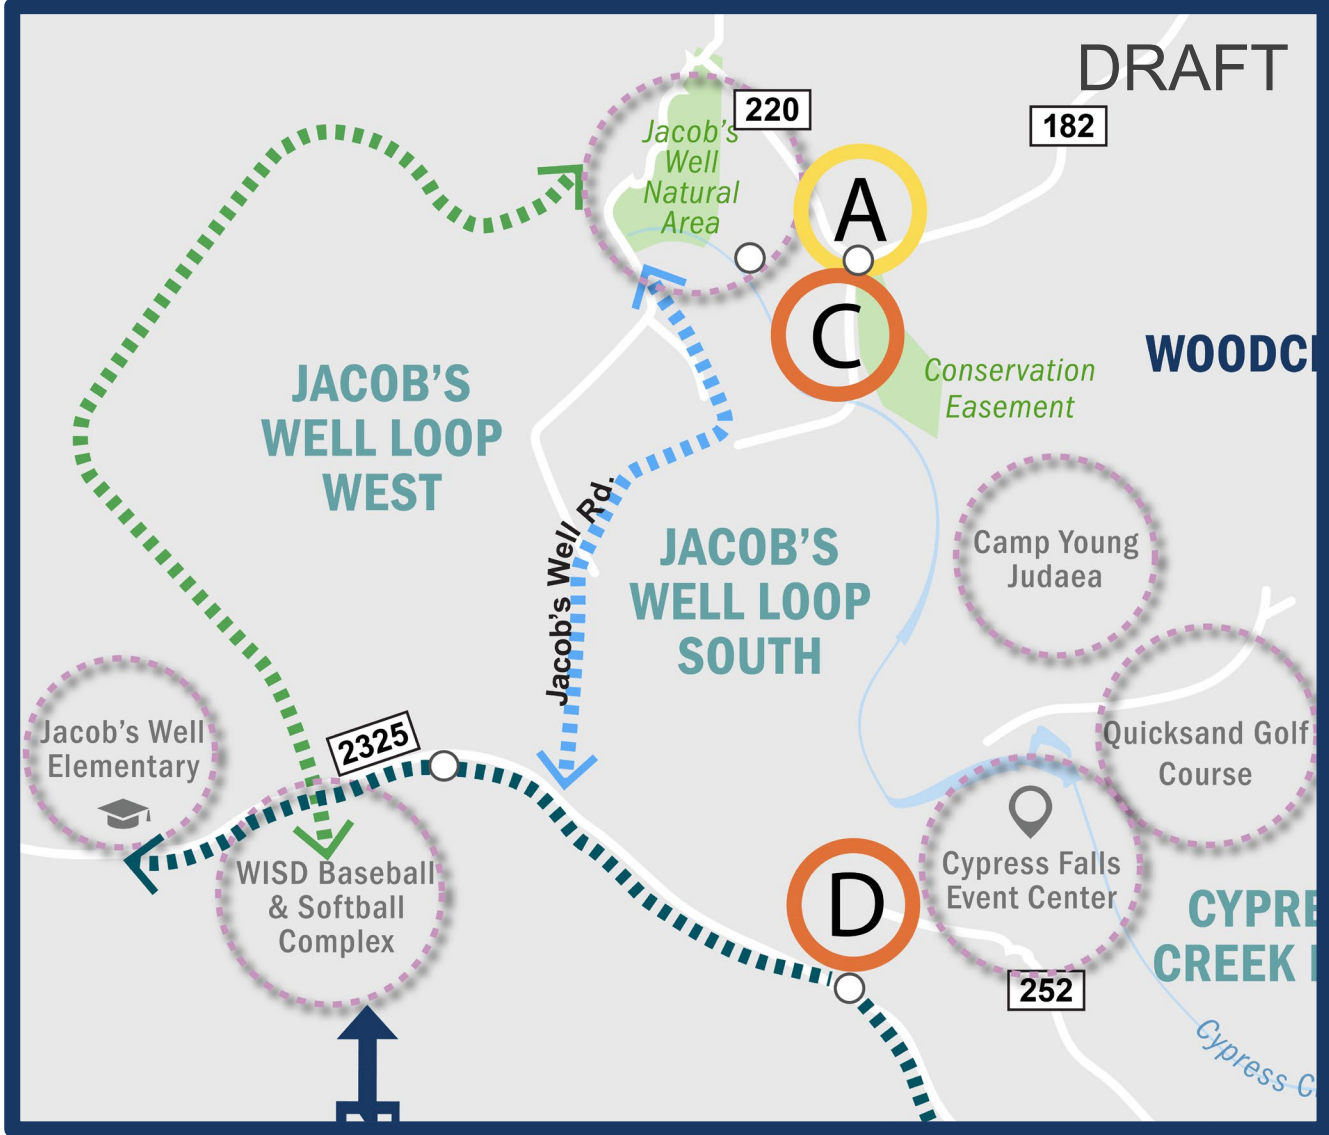 DRAFT
220
182
Jacob's
Well
Natural
Area
A
C
WOODC
Conservation
Easement
JACOB'S
WELL LOOP
WEST
Jacob's Well Rd.
JACOB'S
WELL LOOP
SOUTH
Camp Young
Judaea
Jacob's Well
Elementary
2325
Quicksand Golf
Course
WISD Baseball
& Softball
Complex
D
Cypress Falls
Event Center
CYPRE
CREEK
252
Cypress C